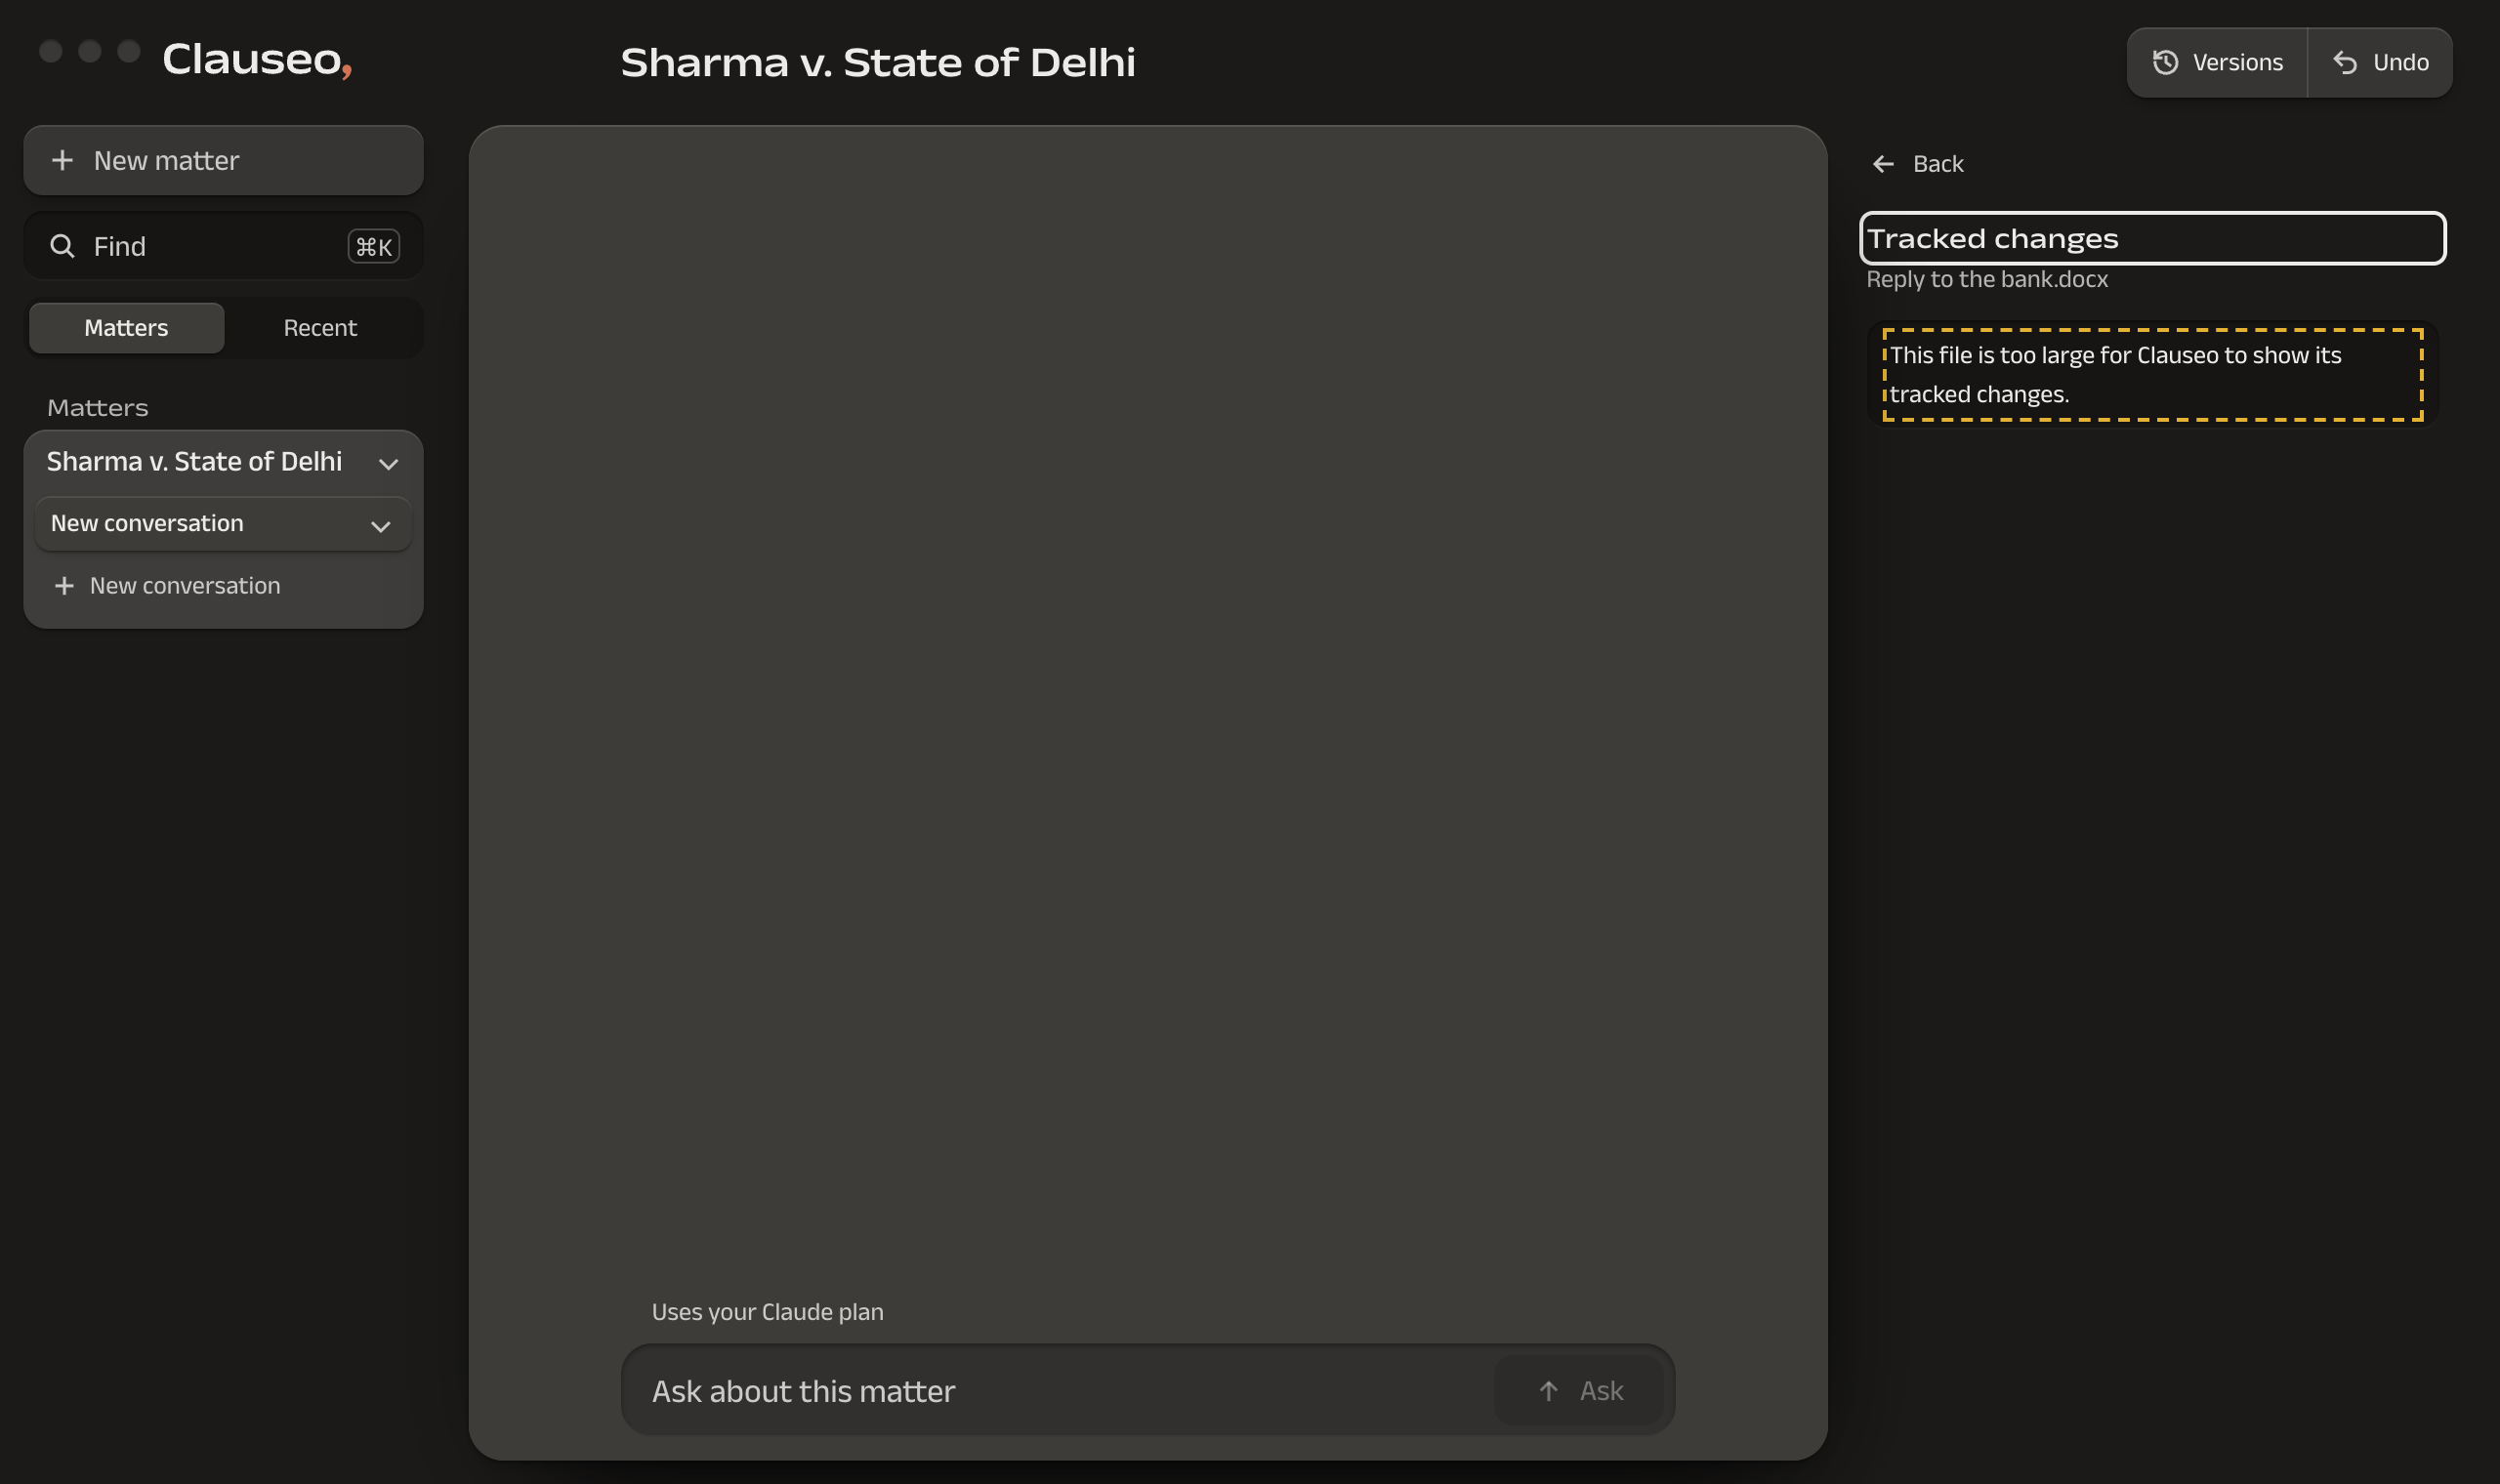 Clauseo,
Sharma v. State of Delhi
Versions
Undo
New matter
Find
⌘K
Matters
Recent
Matters
Sharma v. State of Delhi
New conversation
New conversation
Back
Tracked changes
Reply to the bank.docx
This file is too large for Clauseo to show its
tracked changes.
Uses your Claude plan
Ask about this matter
Ask